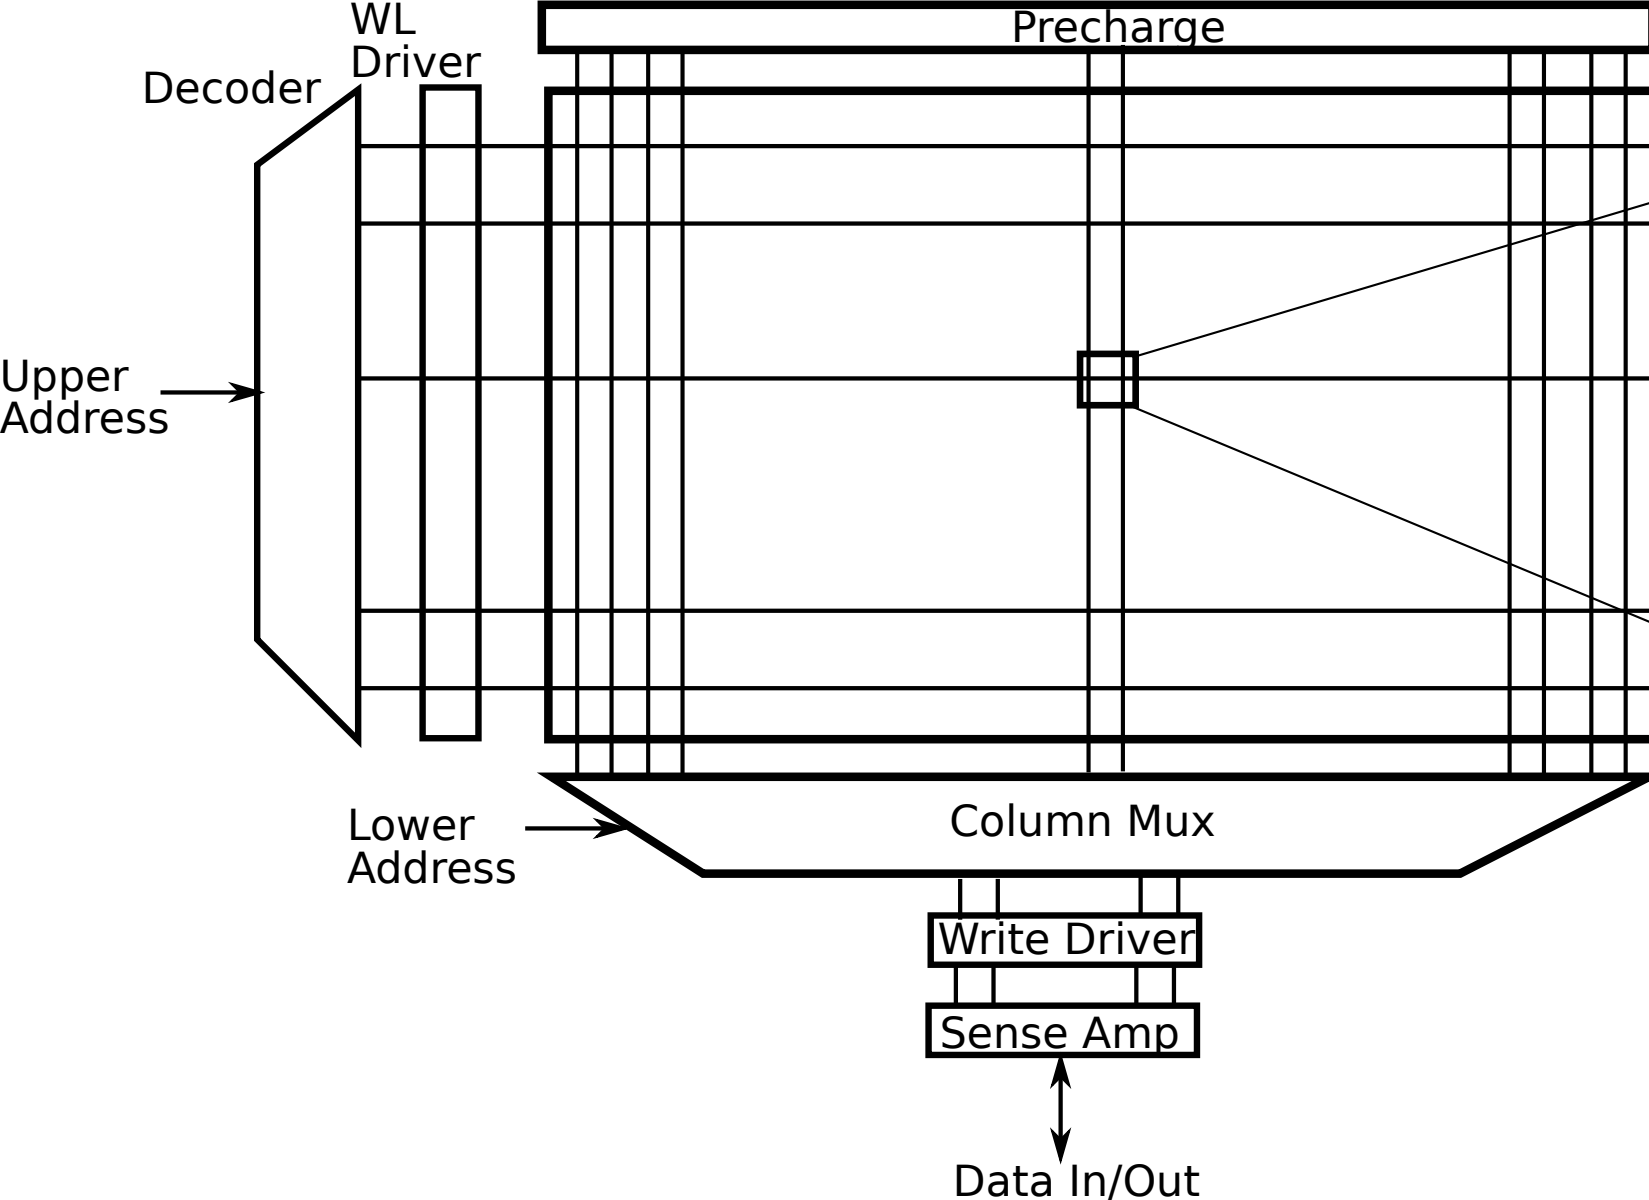 WL
Driver
Precharge
Decoder
Upper
Address
Lower
Address
Column Mux
Write Driver
Sense Amp
Data In/Out